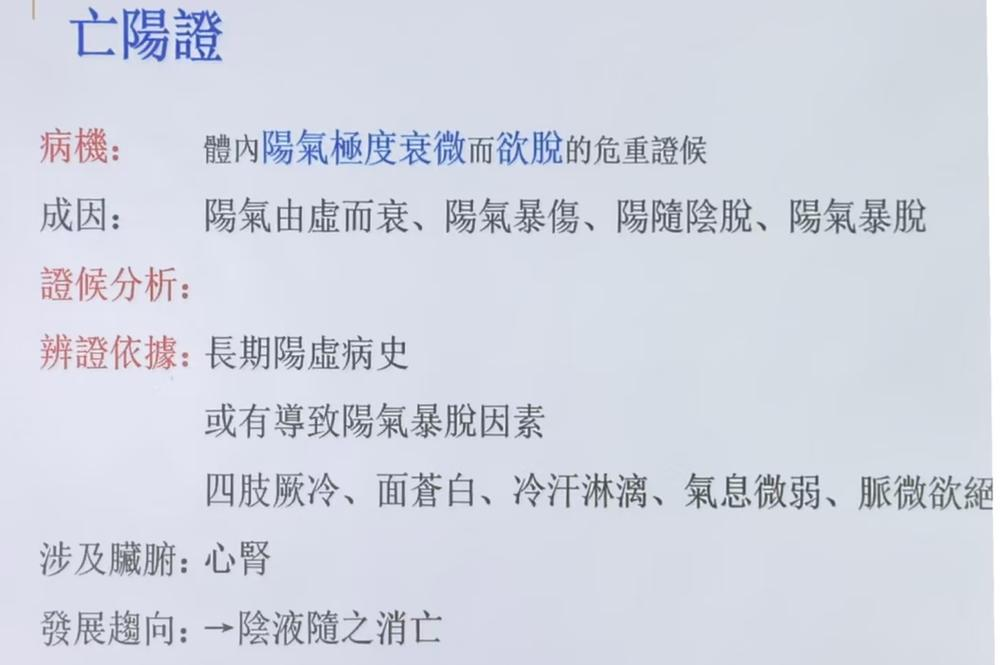 亡陽證
病機： 體內陽氣極度衰微而欲脫的危重證候
成因： 陽氣由虛而衰、陽氣暴傷、陽隨陰脫、陽氣暴脫
證候分析：
辨證依據： 長期陽虛病史
或有導致陽氣暴脫因素
四肢厥冷、面蒼白、冷汗淋漓、氣息微弱、脈微欲絕
涉及臟腑： 心腎
發展趨向： →陰液隨之消亡